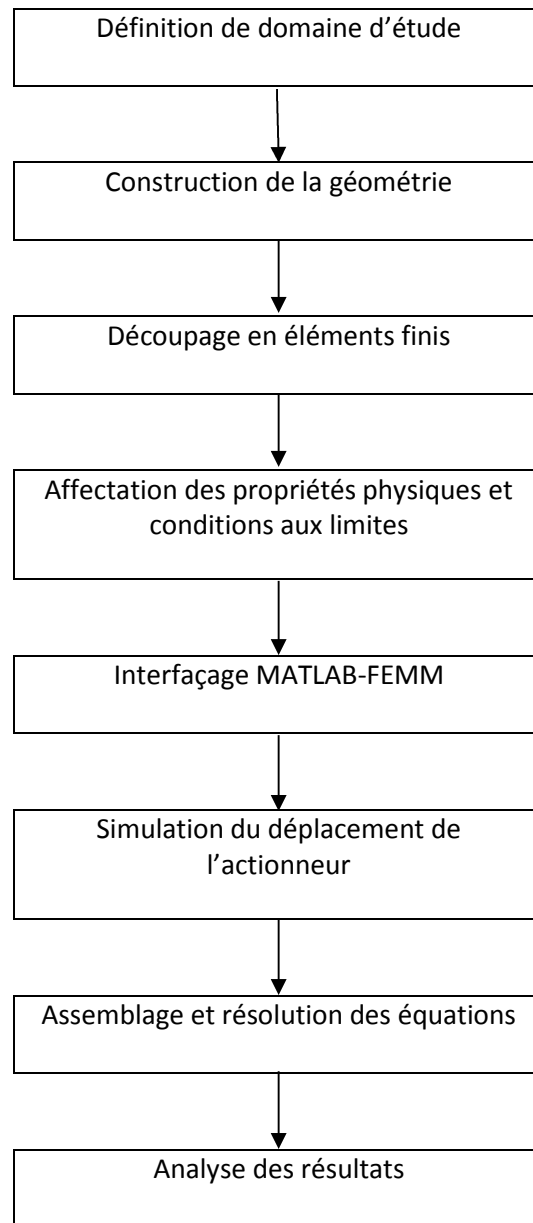 Définition de domaine d’étude
Construction de la géométrie
Découpage en éléments finis
Affectation des propriétés physiques et
conditions aux limites
Interfaçage MATLAB-FEMM
Simulation du déplacement de
l’actionneur
Assemblage et résolution des équations
Analyse des résultats